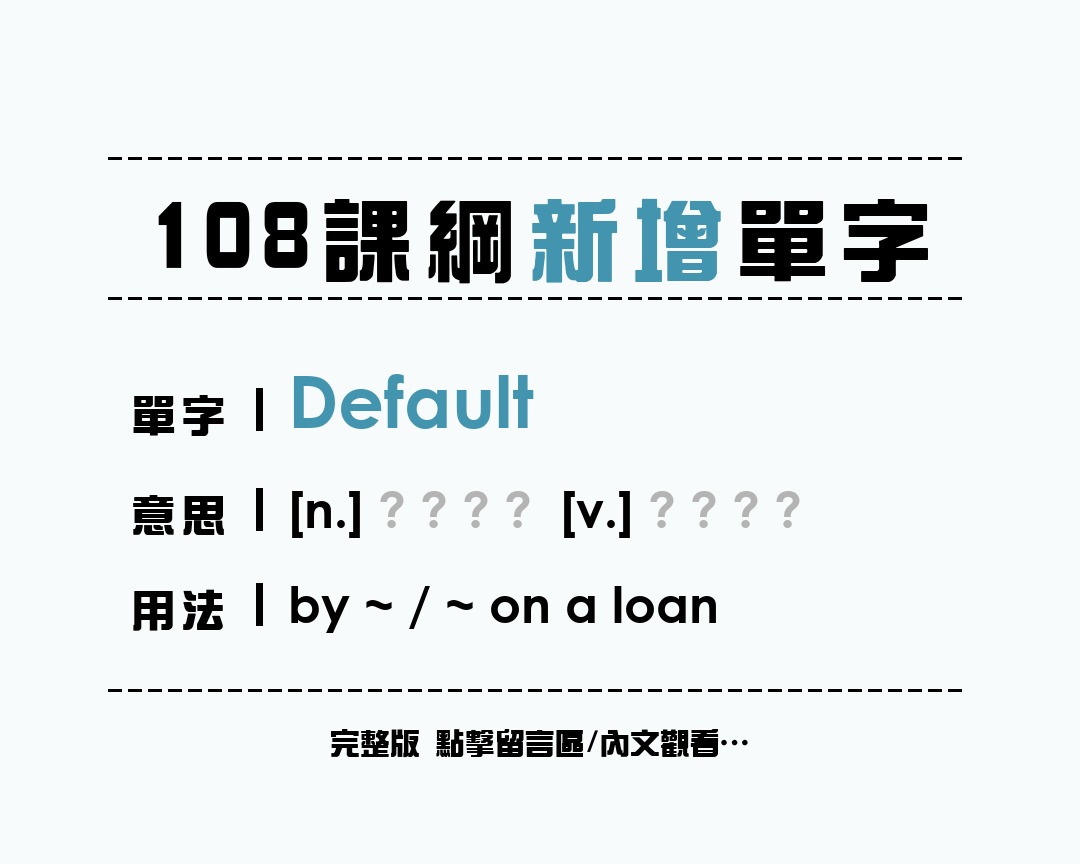 108課綱新增單字
單字 | Default
意思 | [n.] ???? [v.] ????
用法 | by ~ / ~ on a loan
完整版 點擊留言區/內文觀看…